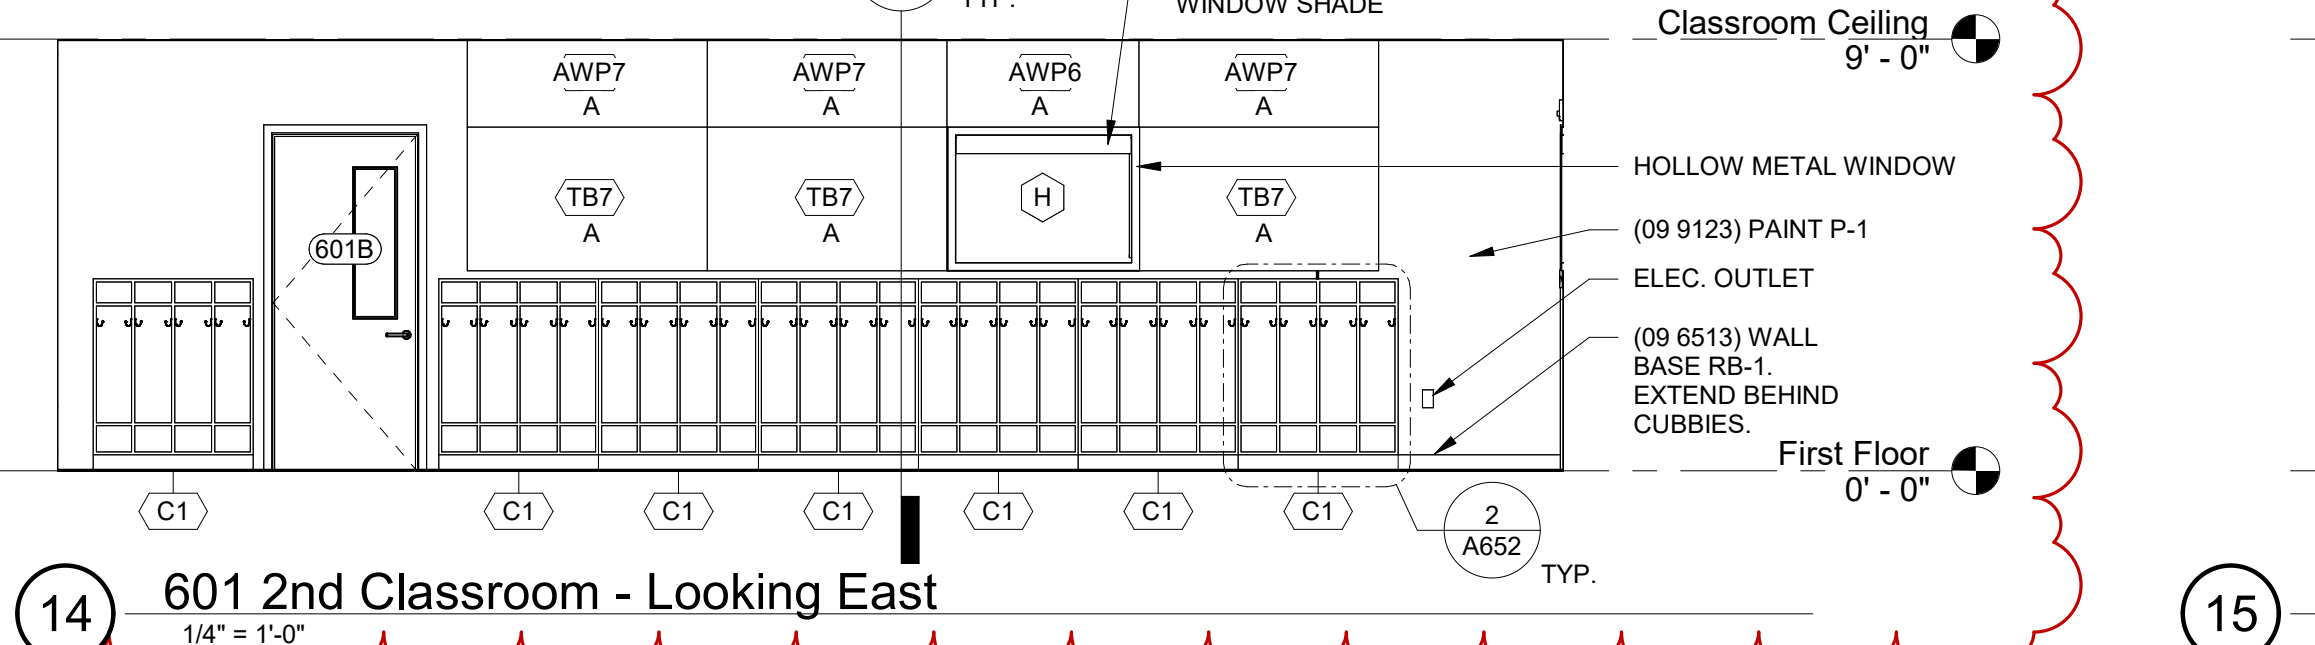 TYP.
WINDOW SHADE
Classroom Ceiling
9' - 0"
AWP7
A
AWP7
A
AWP6
A
AWP7
A
HOLLOW METAL WINDOW
TB7
A
TB7
A
H
TB7
A
(09 9123) PAINT P-1
601B
ELEC. OUTLET
(09 6513) WALL
BASE RB-1.
EXTEND BEHIND
CUBBIES.
First Floor
0' - 0"
C1
C1
C1
C1
C1
C1
C1
2
A652
TYP.
14
601 2nd Classroom - Looking East
1/4" = 1'-0"
15